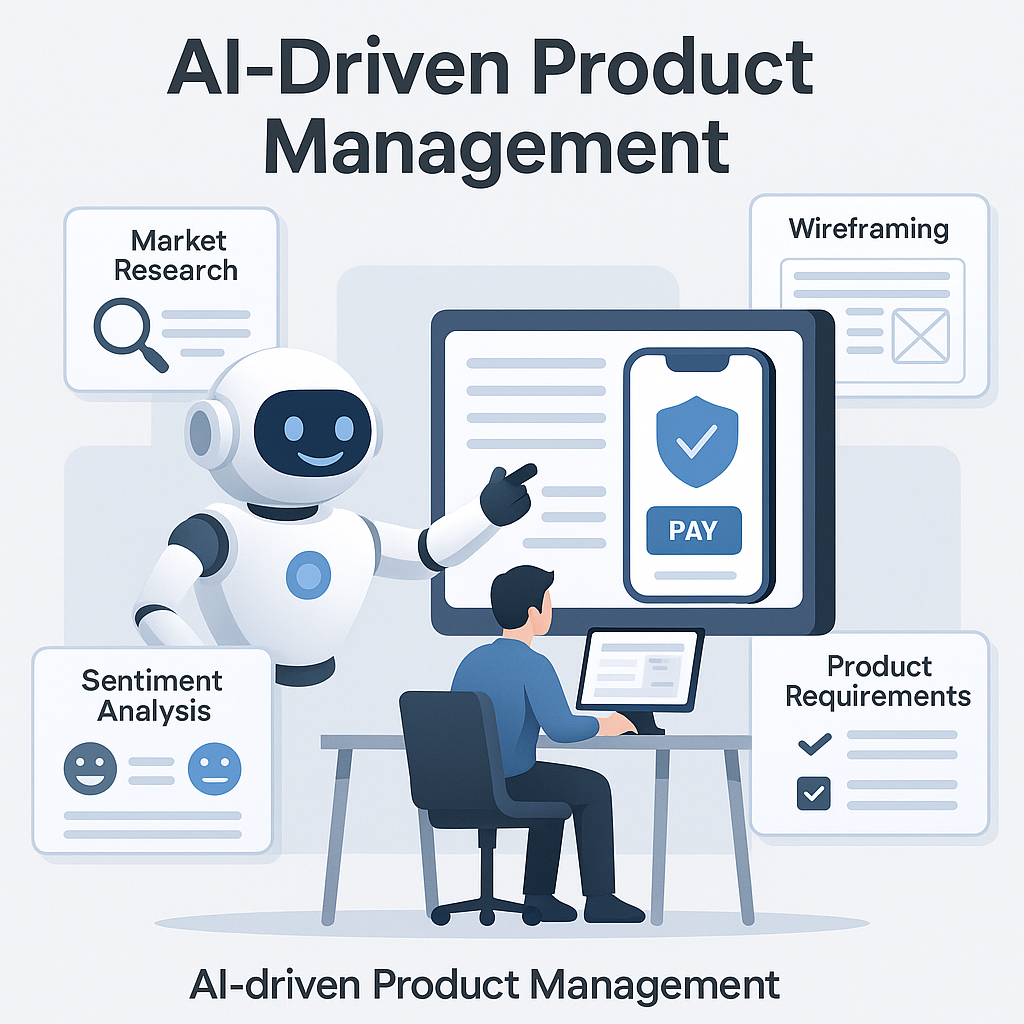 AI-Driven Product
Management
Market
Research
Wireframing
PAY
Sentiment
Analysis
Product
Requirements
AI-driven Product Management